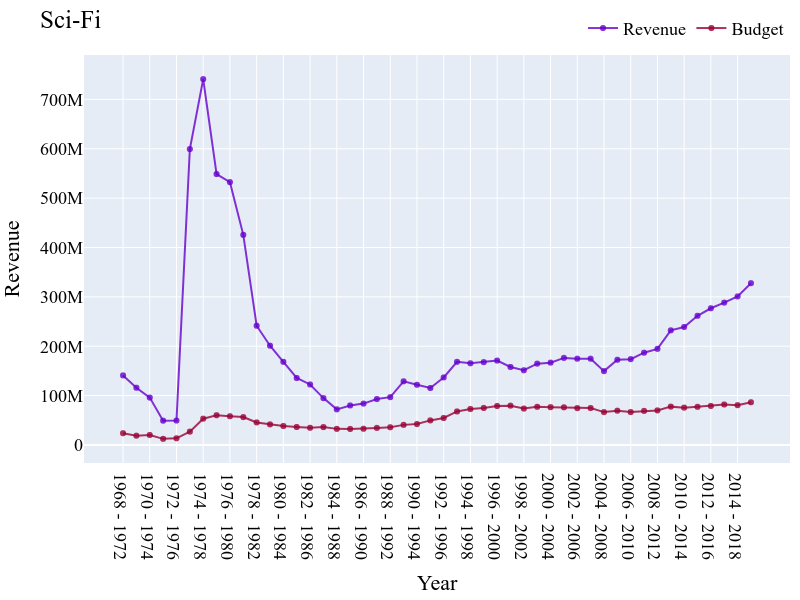 Sci-Fi
Revenue
Budget
Revenue
700M
600M
500M
400M
300M
200M
100M
0
1968 - 1972
1970 - 1974
1972 - 1976
1974 - 1978
1976 - 1980
1978 - 1982
1980 - 1984
1982 - 1986
1984 - 1988
1986 - 1990
1988 - 1992
1990 - 1994
1992 - 1996
1994 - 1998
1996 - 2000
1998 - 2002
2000 - 2004
2002 - 2006
2004 - 2008
2006 - 2010
2008 - 2012
2010 - 2014
2012 - 2016
2014 - 2018
Year